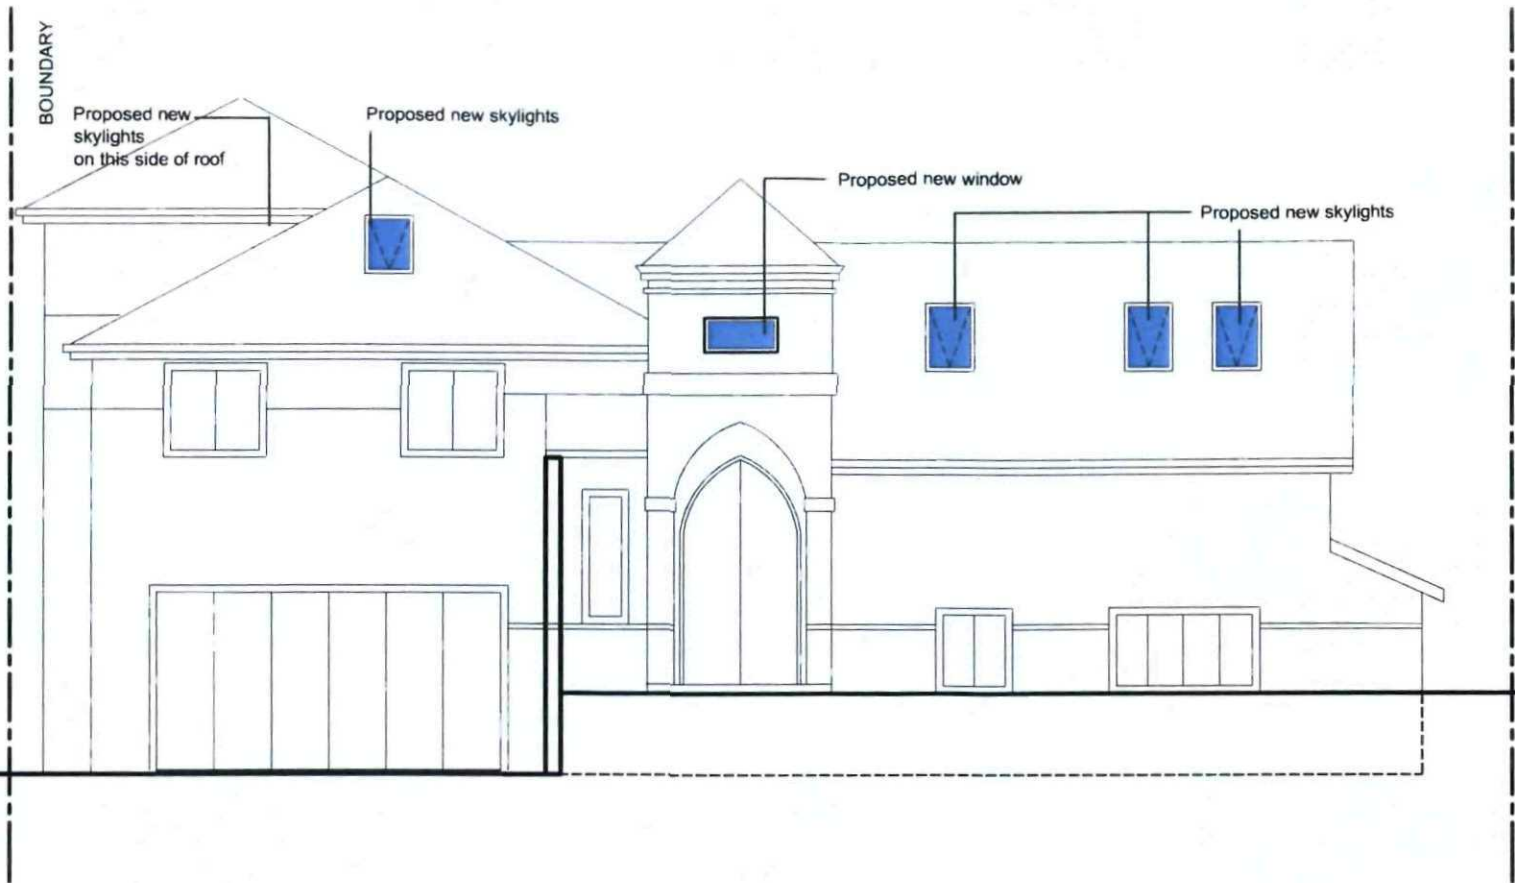 BOUNDARY
Proposed new
skylights
on this side of roof
Proposed new skylights
Proposed new window
Proposed new skylights